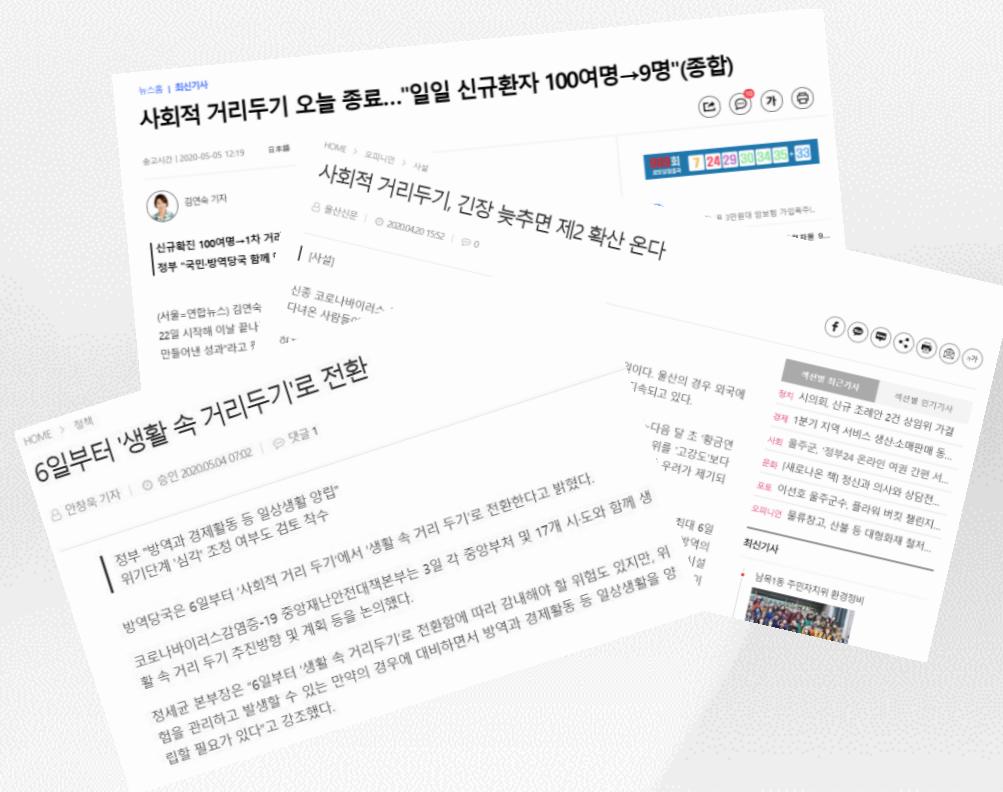 뉴스홈 | 최신기사
사회적 거리두기 오늘 종료..."일일 신규환자 100여명→9명"(종합)
송고시간 | 2020-05-05 12:19
日本語
가
김연숙 기자
신규확진 100여명→1차
정부 "국민·방역당국 함께
(서울=연합뉴스) 김연숙
22일 시작해 이날 끝나
만들어낸 성과"라고
회
7 24 29 30 34 35 + 33
HOME > 오피니언 > 사설
사회적 거리두기, 긴장 늦추면 제2 확산 온다
울산신문 | 2020.04.20 15:52 | 0
[사설]
신종 코로나바이러스
다녀온 사람들이
울산의 경우 외국에
있다.
다음 달 초 '황금연
위를 '고강도'보다
우려가 제기되
최대 6일
방역의
시설
기
섹션별 최근기사
섹션별 인기기사
정치 시의회, 신규 조례안 2건 상임위 가결
경제 1분기 지역 서비스 생산·소매판매 동...
사회 울주군, '정부24 온라인 여권 간편 서...
문화 [새로나온 책] 정신과 의사와 상담전...
포토 이선호 울주군수, 플라워 버킷 챌린지...
오피니언 물류창고, 산불 등 대형화재 철저...
최신기사
남목1동 주민자치위 환경정비
HOME > 정책
6일부터 '생활 속 거리두기'로 전환
안창욱 기자 | 승인 2020.05.04 07:02 | 댓글 1
정부 "방역과 경제활동 등 일상생활 양립"
위기단계 '심각' 조정 여부도 검토 착수
방역당국은 6일부터 '사회적 거리 두기'에서 '생활 속 거리 두기'로 전환한다고 밝혔다.
코로나바이러스감염증-19 중앙재난안전대책본부는 3일 각 중앙부처 및 17개 시·도와 함께 생
활 속 거리 두기 추진방향 및 계획 등을 논의했다.
정세균 본부장은 "6일부터 '생활 속 거리두기'로 전환함에 따라 감내해야 할 위험도 있지만, 위
험을 관리하고 발생할 수 있는 만약의 경우에 대비하면서 방역과 경제활동 등 일상생활을 양
립할 필요가 있다"고 강조했다.